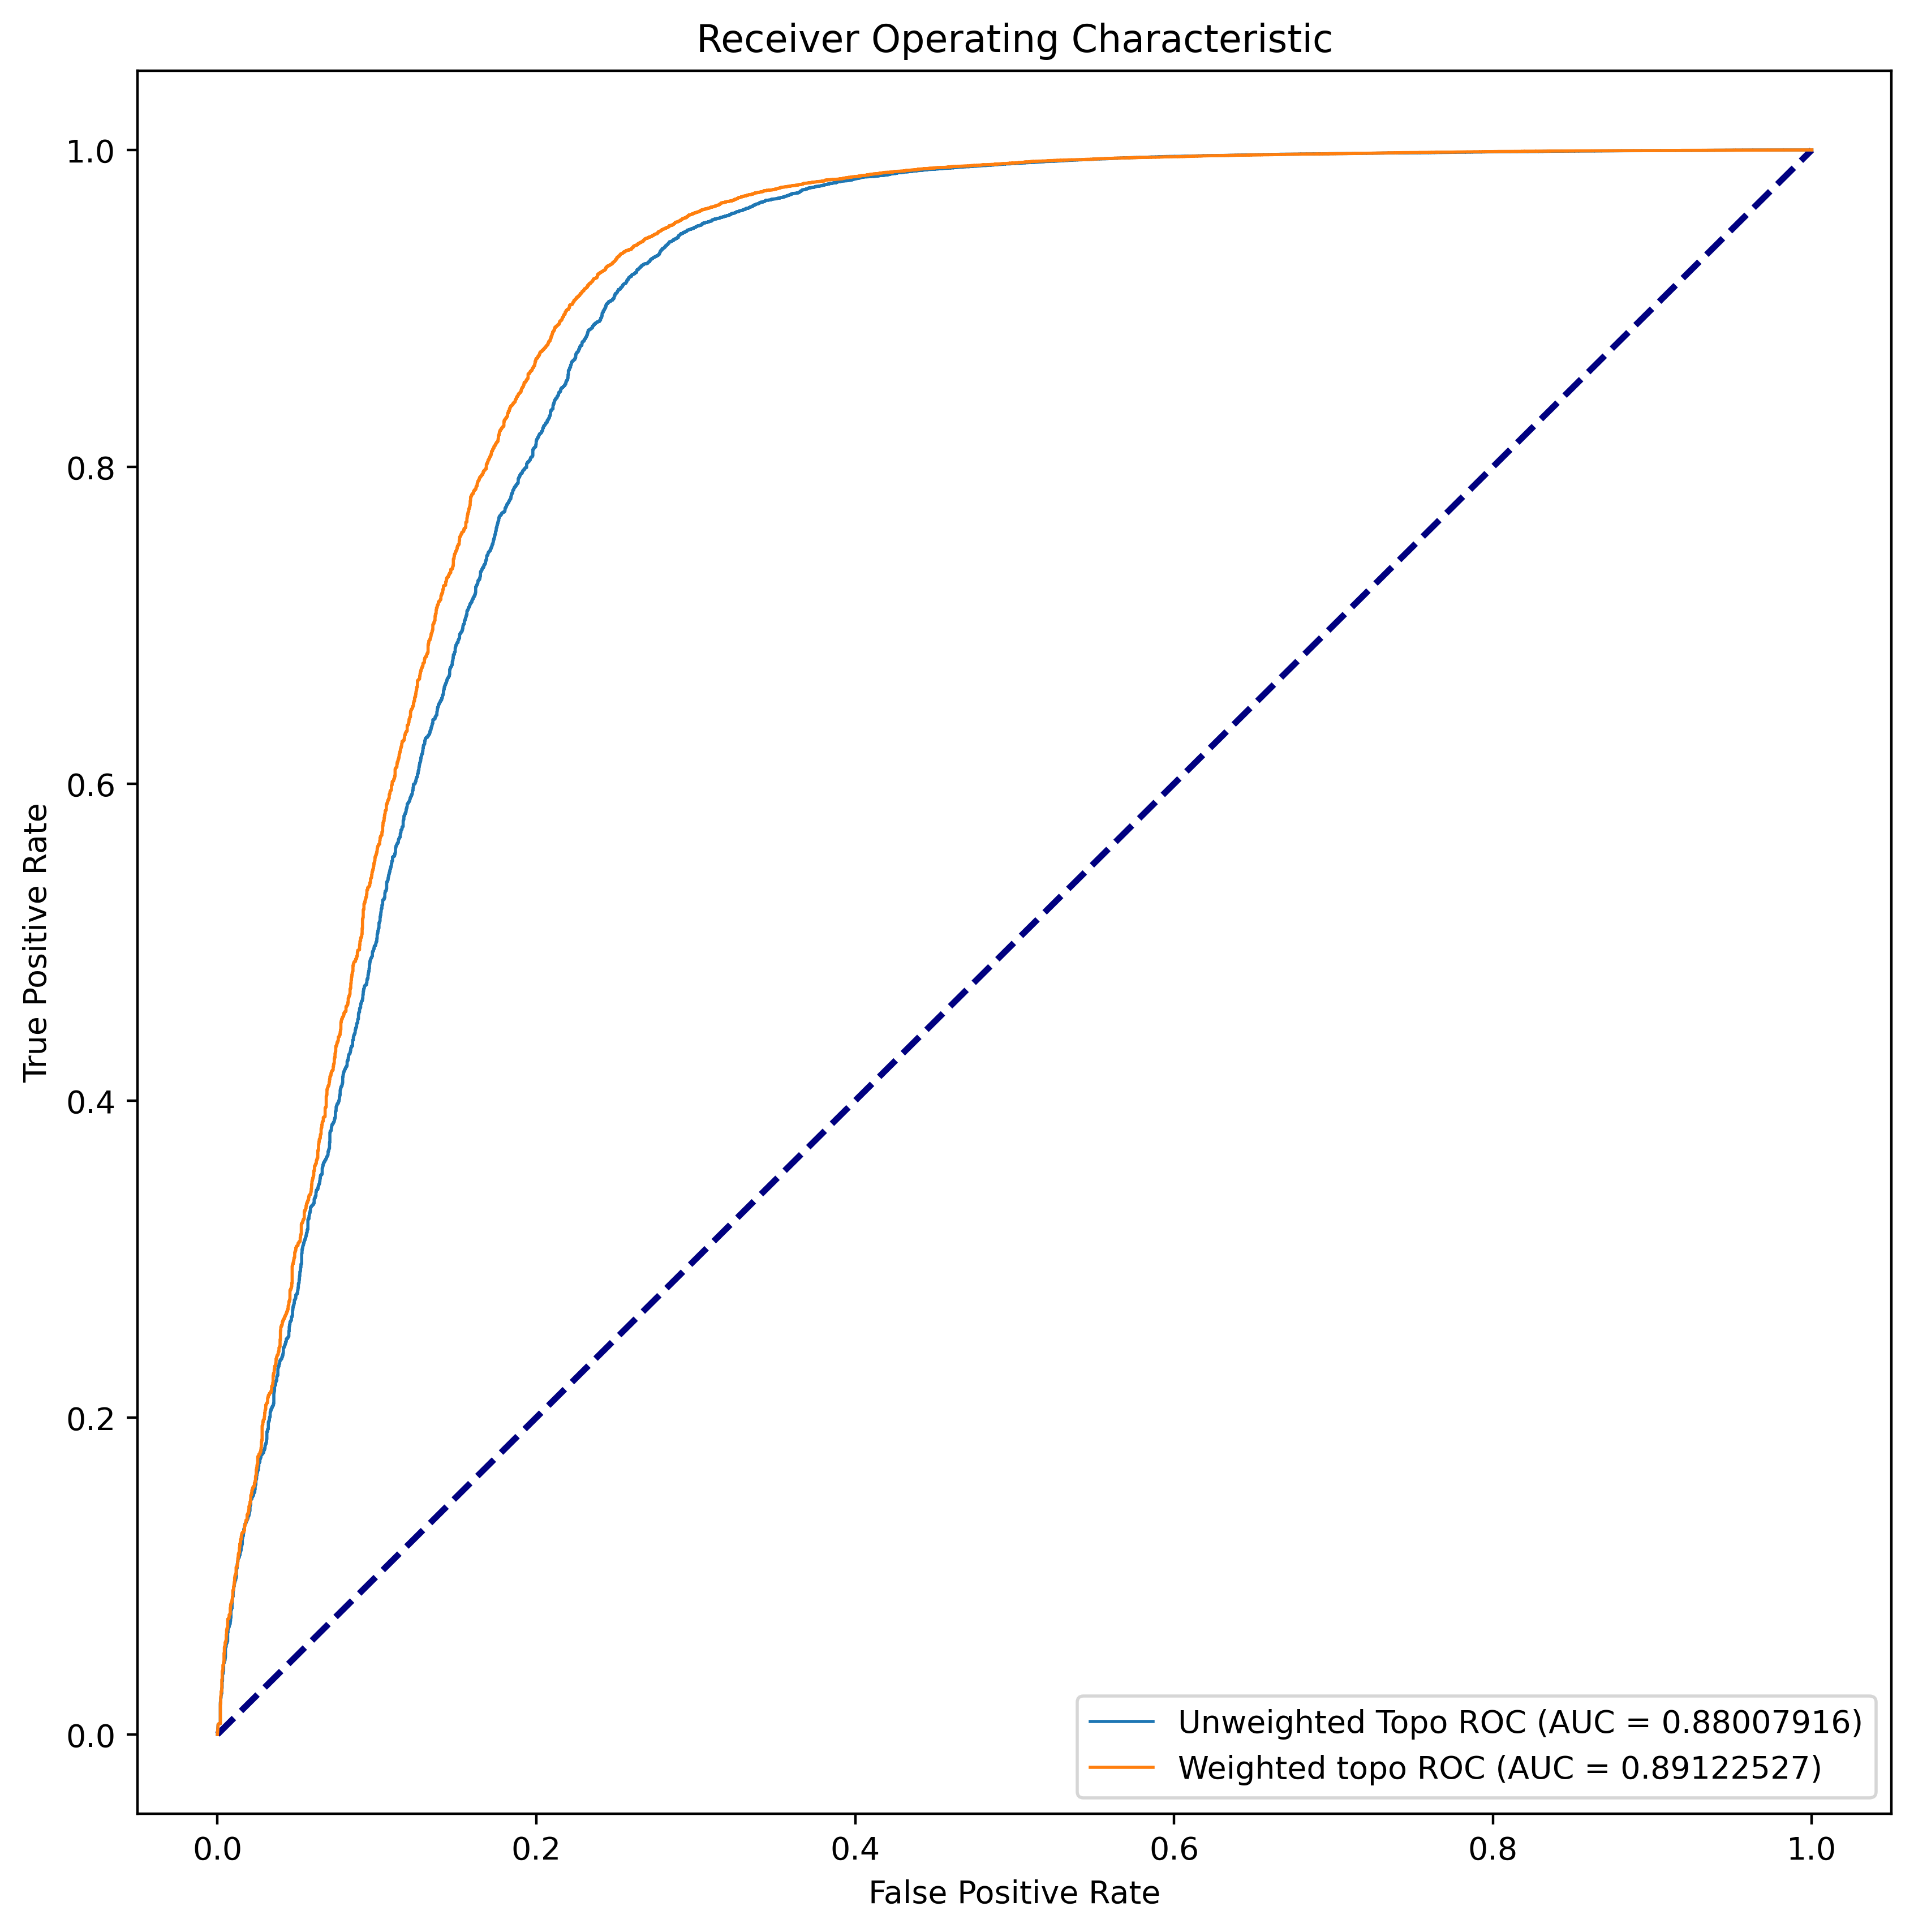 Receiver Operating Characteristic
True Positive Rate
1.0
0.8
0.6
0.4
0.2
0.0
Unweighted Topo ROC (AUC = 0.88007916)
Weighted topo ROC (AUC = 0.89122527)
0.0 0.2 0.4 0.6 0.8 1.0
False Positive Rate